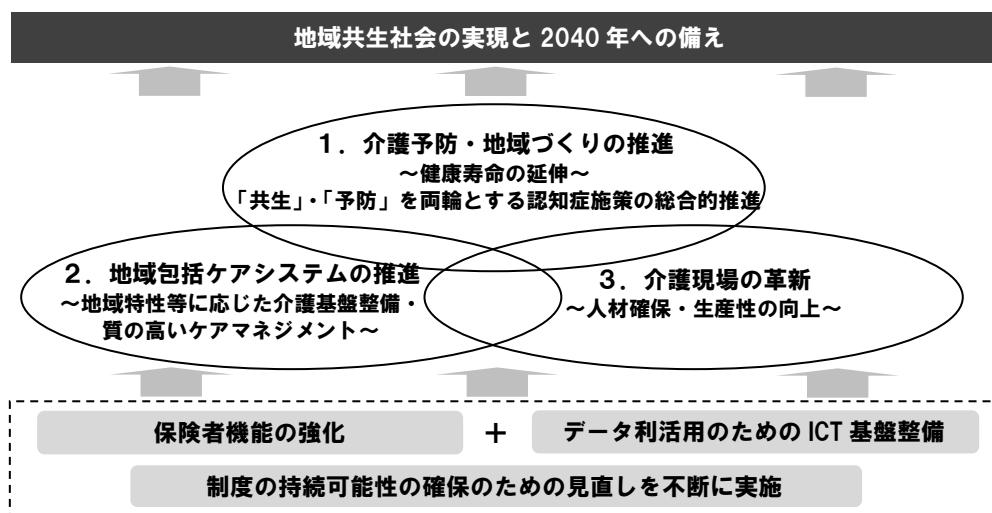 地域共生社会の実現と 2040 年への備え
１．介護予防・地域づくりの推進
～健康寿命の延伸～
「共生」・「予防」を両輪とする認知症施策の総合的推進
２．地域包括ケアシステムの推進
～地域特性等に応じた介護基盤整備・
質の高いケアマネジメント～
３．介護現場の革新
～人材確保・生産性の向上～
保険者機能の強化
＋
データ利活用のための ICT 基盤整備
制度の持続可能性の確保のための見直しを不断に実施